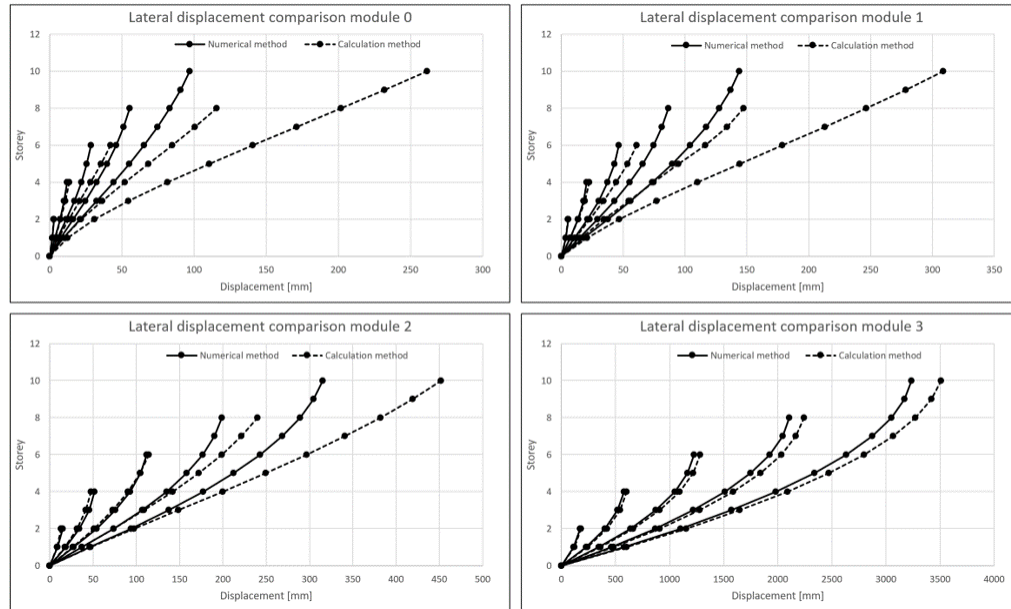 Lateral displacement comparison module 0
12
Numerical method Calculation method
10
8
6
4
2
0
Storey
0 50 100 150 200 250 300
Displacement [mm]
Lateral displacement comparison module 1
12
Numerical method Calculation method
10
8
6
4
2
0
Storey
0 50 100 150 200 250 300 350
Displacement [mm]
Lateral displacement comparison module 2
12
Numerical method Calculation method
10
8
6
4
2
0
Storey
0 50 100 150 200 250 300 350 400 450 500
Displacement [mm]
Lateral displacement comparison module 3
12
Numerical method Calculation method
10
8
6
4
2
0
Storey
0 500 1000 1500 2000 2500 3000 3500 4000
Displacement [mm]